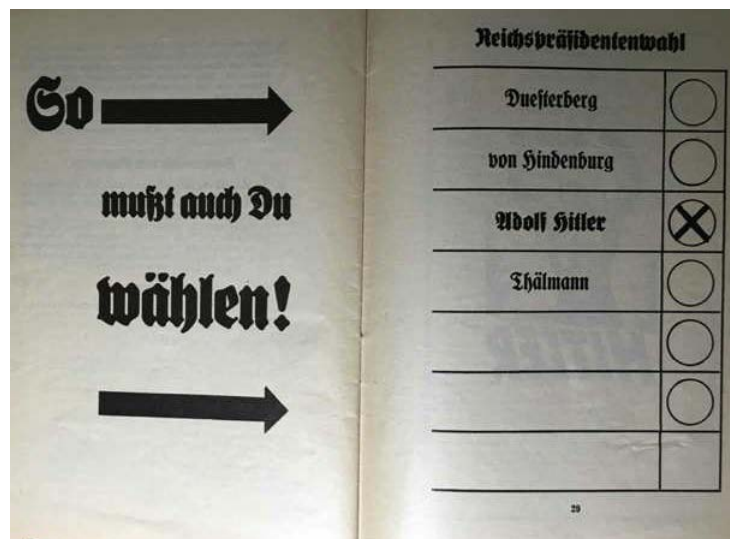 So
mußt auch Du
wählen!
Reichspräsidentenwahl
Duesterberg
von Hindenburg
Adolf Hitler
Thälmann
29